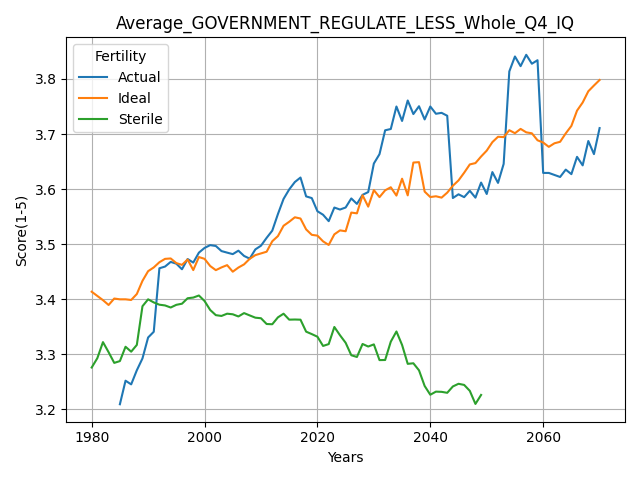 Average_GOVERNMENT_REGULATE_LESS_Whole_Q4_IQ
Fertility
Actual
Ideal
Sterile
Score(1-5)
3.8
3.7
3.6
3.5
3.4
3.3
3.2
1980 2000 2020 2040 2060
Years